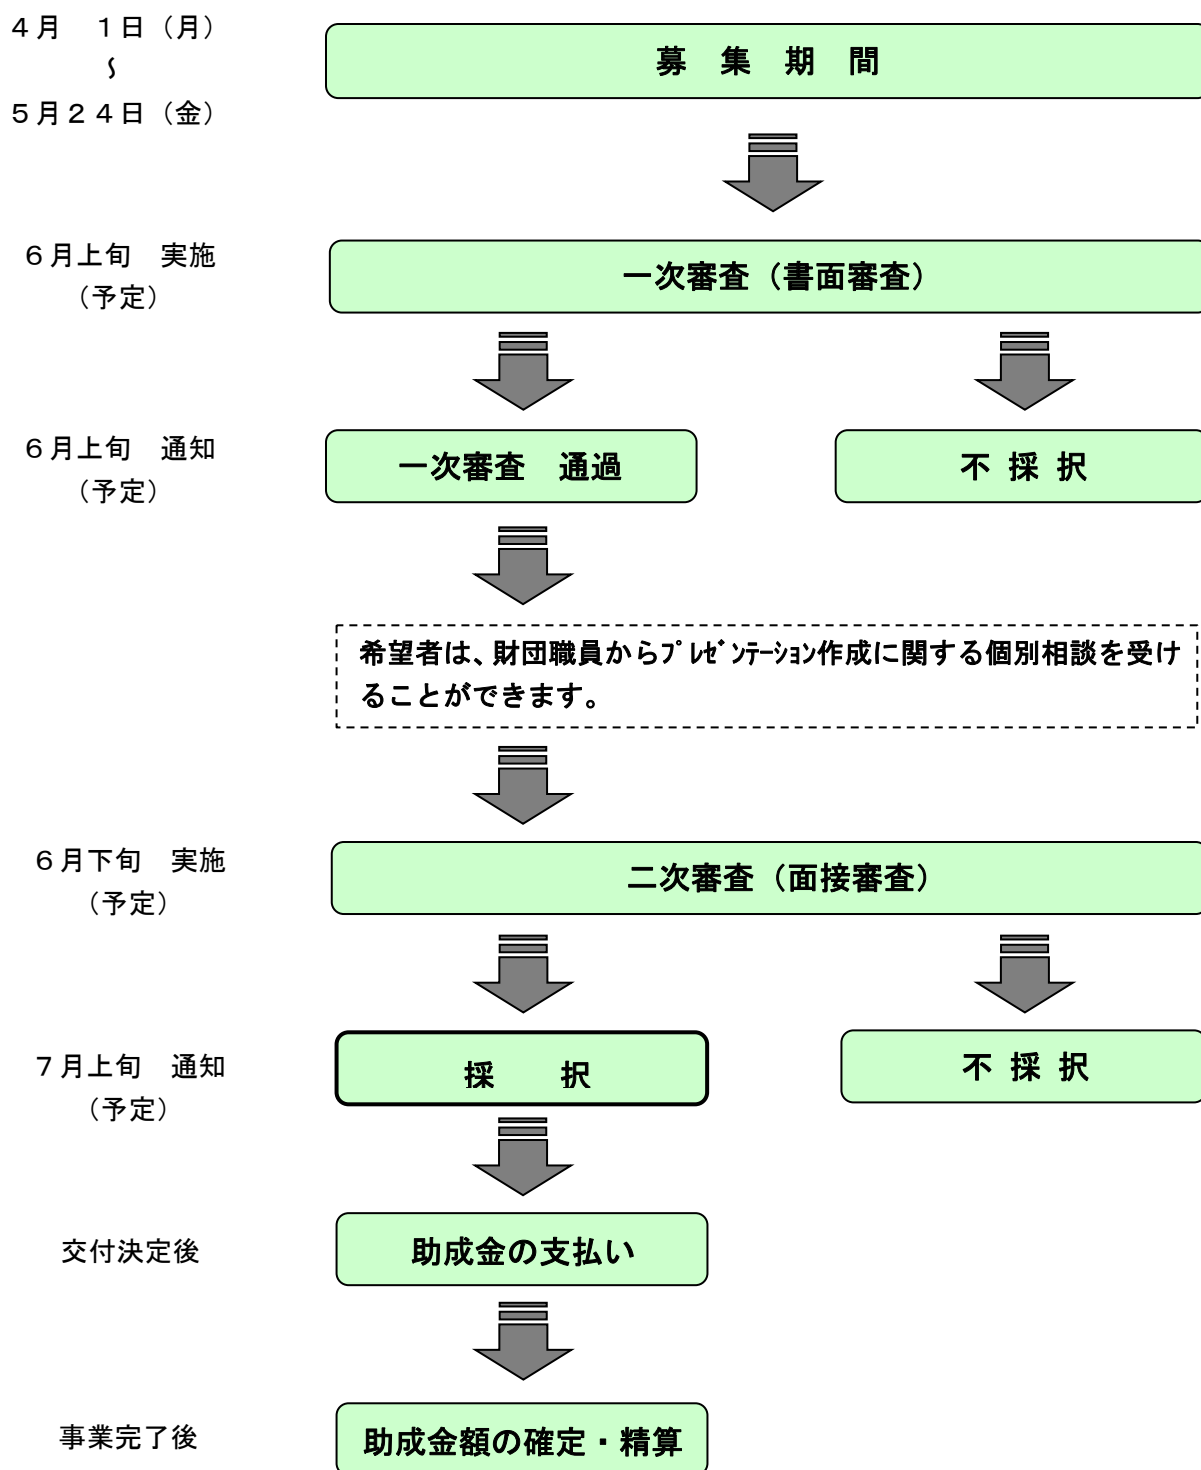 ４月　１日（月）
～
５月２４日（金）
募　集　期　間
６月上旬　実施
（予定）
一次審査（書面審査）
６月上旬　通知
（予定）
一次審査　通過
不 採 択
希望者は、財団職員からﾌﾟﾚｾﾞﾝﾃｰｼｮﾝ作成に関する個別相談を受け
ることができます。
６月下旬　実施
（予定）
二次審査（面接審査）
７月上旬　通知
（予定）
採　　択
不 採 択
交付決定後
助成金の支払い
事業完了後
助成金額の確定・精算